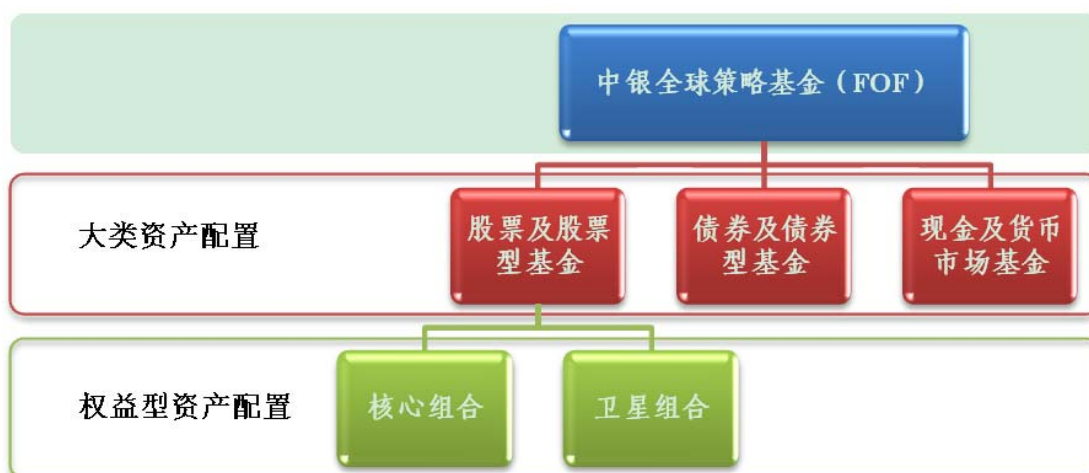 中银全球策略基金（FOF）
大类资产配置
股票及股票
型基金
债券及债券
型基金
现金及货币
市场基金
权益型资产配置
核心组合
卫星组合